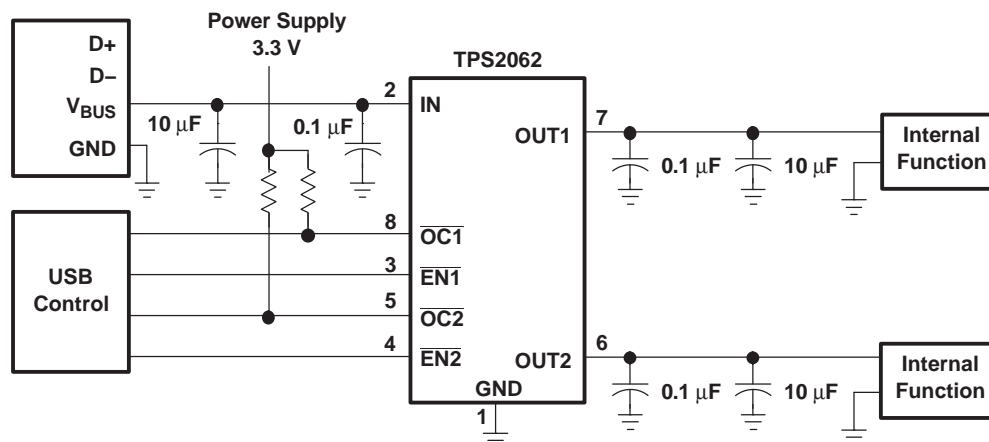 Power Supply
3.3 V
TPS2062
D+
D−
V_BUS
GND
10 μF
0.1 μF
2
IN
7
OUT1
0.1 μF
10 μF
Internal
Function
USB
Control
8
OC1
3
EN1
5
OC2
4
EN2
6
OUT2
GND
1
0.1 μF
10 μF
Internal
Function